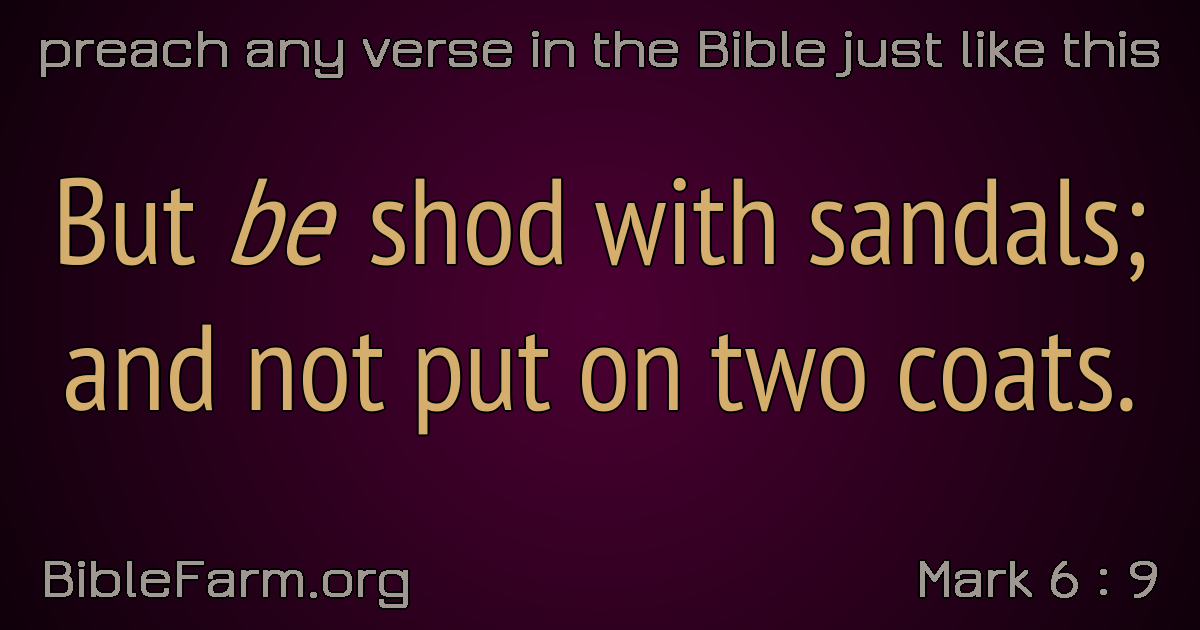 preach any verse in the Bible just like this
But be shod with sandals;
and not put on two coats.
BibleFarm.org
Mark 6 : 9